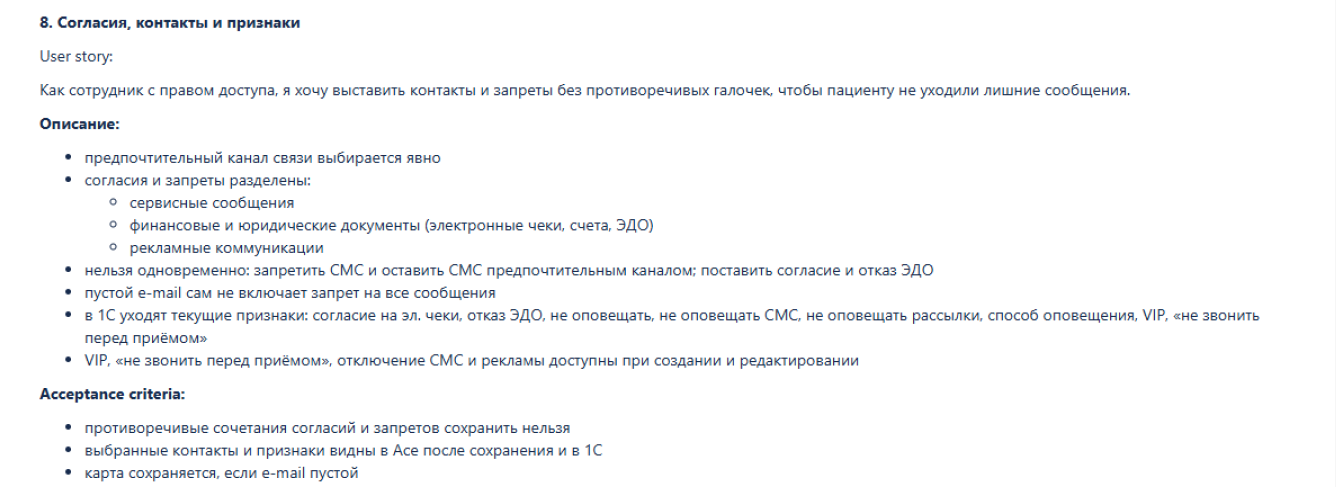 8. Согласия, контакты и признаки
User story:
Как сотрудник с правом доступа, я хочу выставить контакты и запреты без противоречивых галочек, чтобы пациенту не уходили лишние сообщения.
Описание:
предпочтительный канал связи выбирается явно
согласия и запреты разделены:
сервисные сообщения
финансовые и юридические документы (электронные чеки, счета, ЭДО)
рекламные коммуникации
нельзя одновременно: запретить СМС и оставить СМС предпочтительным каналом; поставить согласие и отказ ЭДО
пустой e-mail сам не включает запрет на все сообщения
в 1С уходят текущие признаки: согласие на эл. чеки, отказ ЭДО, не оповещать, не оповещать СМС, не оповещать рассылки, способ оповещения, VIP, «не звонить
перед приёмом»
VIP, «не звонить перед приёмом», отключение СМС и рекламы доступны при создании и редактировании
Acceptance criteria:
противоречивые сочетания согласий и запретов сохранить нельзя
выбранные контакты и признаки видны в Асе после сохранения и в 1С
карта сохраняется, если e-mail пустой